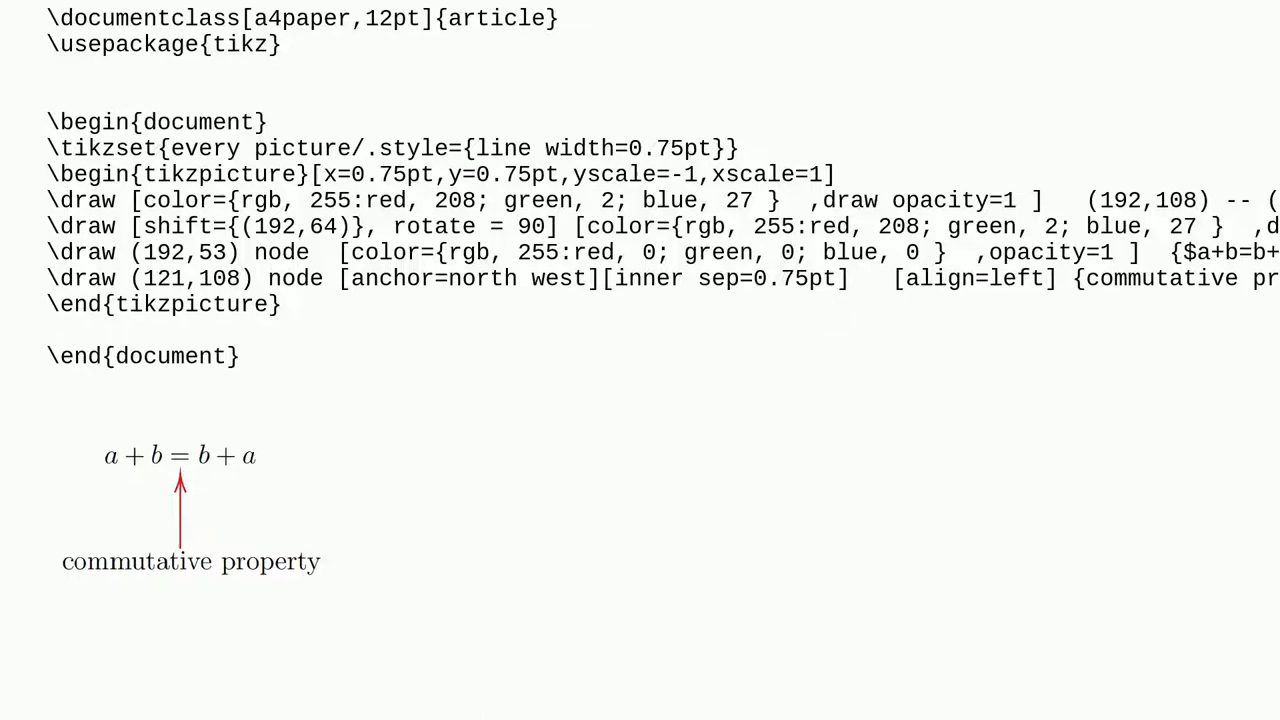 \documentclass[a4paper,12pt]{article}
\usepackage{tikz}
\begin{document}
\tikzset{every picture/.style={line width=0.75pt}}
\begin{tikzpicture}[x=0.75pt,y=0.75pt,yscale=-1,xscale=1]
\draw [color={rgb, 255:red, 208; green, 2; blue, 27 }  ,draw opacity=1 ]   (192,108) -- (
\draw [shift={(192,64)}, rotate = 90] [color={rgb, 255:red, 208; green, 2; blue, 27 }  ,d
\draw (192,53) node  [color={rgb, 255:red, 0; green, 0; blue, 0 }  ,opacity=1 ]  {$a+b=b+
\draw (121,108) node [anchor=north west][inner sep=0.75pt]   [align=left] {commutative pr
\end{tikzpicture}
\end{document}
a + b = b + a
commutative property